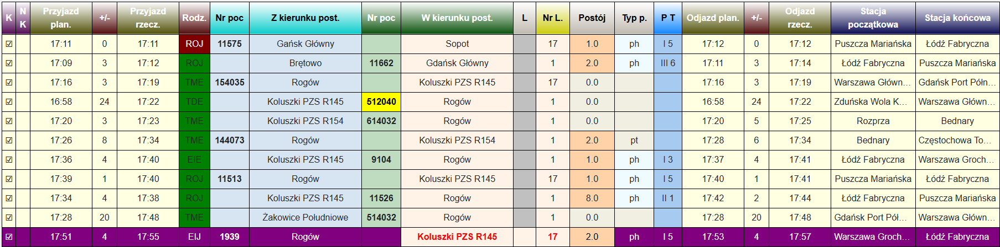 K N K Przyjazd plan. +/- Przyjazd rzecz. Rodz. Nr poc Z kierunku post. Nr poc W kierunku post. L Nr L. Postój Typ p. P T Odjazd plan. +/- Odjazd rzecz. Stacja początkowa Stacja końcowa
☑ 17:11 0 17:11 ROJ 11575 Gańsk Główny Sopot 17 1.0 ph I 5 17:12 0 17:12 Puszcza Mariańska Łódź Fabryczna
☑ 17:09 3 17:12 ROJ Brętowo 11662 Gdańsk Główny 1 2.0 ph III 6 17:11 3 17:14 Łódź Fabryczna Puszcza Mariańska
☑ 17:16 3 17:19 TME 154035 Rogów Koluszki PZS R145 17 0.0 17:16 3 17:19 Warszawa Główn... Gdańsk Port Półn...
☑ 16:58 24 17:22 TDE Koluszki PZS R145 512040 Rogów 1 0.0 16:58 24 17:22 Zduńska Wola K... Warszawa Główn...
☑ 17:20 3 17:23 TME Koluszki PZS R154 614032 Rogów 1 0.0 17:20 5 17:25 Rozprza Bednary
☑ 17:26 8 17:34 TME 144073 Rogów Koluszki PZS R154 1 2.0 pt 17:28 6 17:34 Bednary Częstochowa To...
☑ 17:36 4 17:40 EIE Koluszki PZS R145 9104 Rogów 1 1.0 ph I 3 17:37 4 17:41 Łódź Fabryczna Warszawa Groch...
☑ 17:39 1 17:40 ROJ 11513 Rogów Koluszki PZS R145 17 1.0 ph I 5 17:40 1 17:41 Puszcza Mariańska Łódź Fabryczna
☑ 17:34 4 17:38 ROJ Koluszki PZS R145 11526 Rogów 1 8.0 ph II 1 17:42 2 17:44 Łódź Fabryczna Puszcza Mariańska
☑ 17:28 20 17:48 TME Żakowice Południowe 514032 Rogów 1 0.0 17:28 20 17:48 Gdańsk Port Pół... Warszawa Główn...
☑ 17:51 4 17:55 EIJ 1939 Rogów Koluszki PZS R145 17 2.0 ph I 5 17:53 4 17:57 Warszawa Groch... Łódź Fabryczna